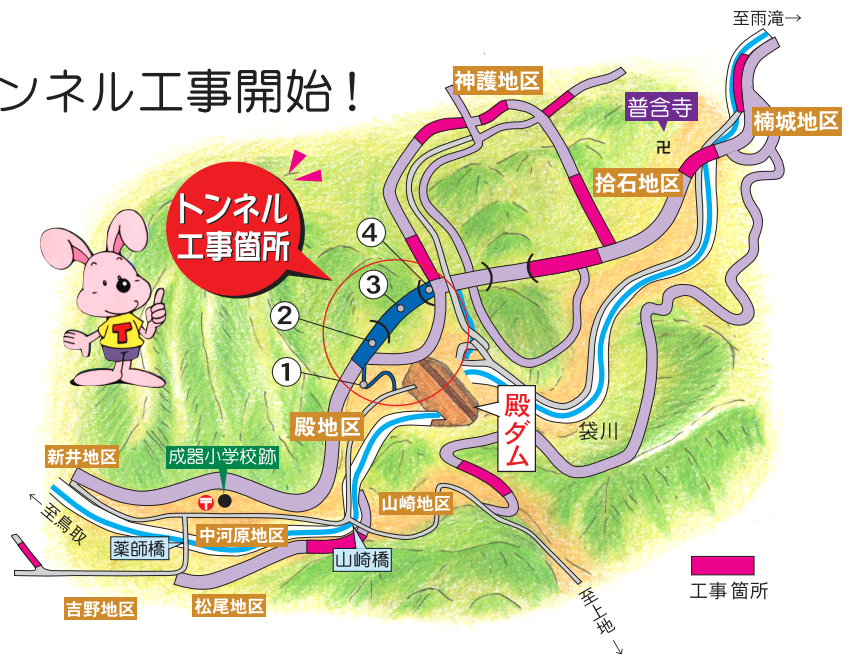 至雨滝→
ンネル工事開始！
神護地区
普含寺
卍
楠城地区
拾石地区
トンネル
工事箇所
④
③
②
①
T
殿地区
殿ダム
袋川
新井地区
成器小学校跡
〒
山崎地区
←至鳥取
中河原地区
薬師橋
山崎橋
吉野地区
松尾地区
至上地→
工事箇所